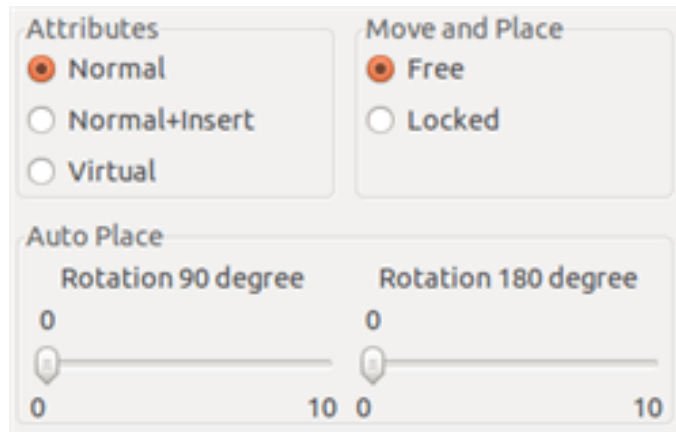 Attributes
Normal
Normal+Insert
Virtual
Move and Place
Free
Locked
Auto Place
Rotation 90 degree
0
0 10
Rotation 180 degree
0
0 10